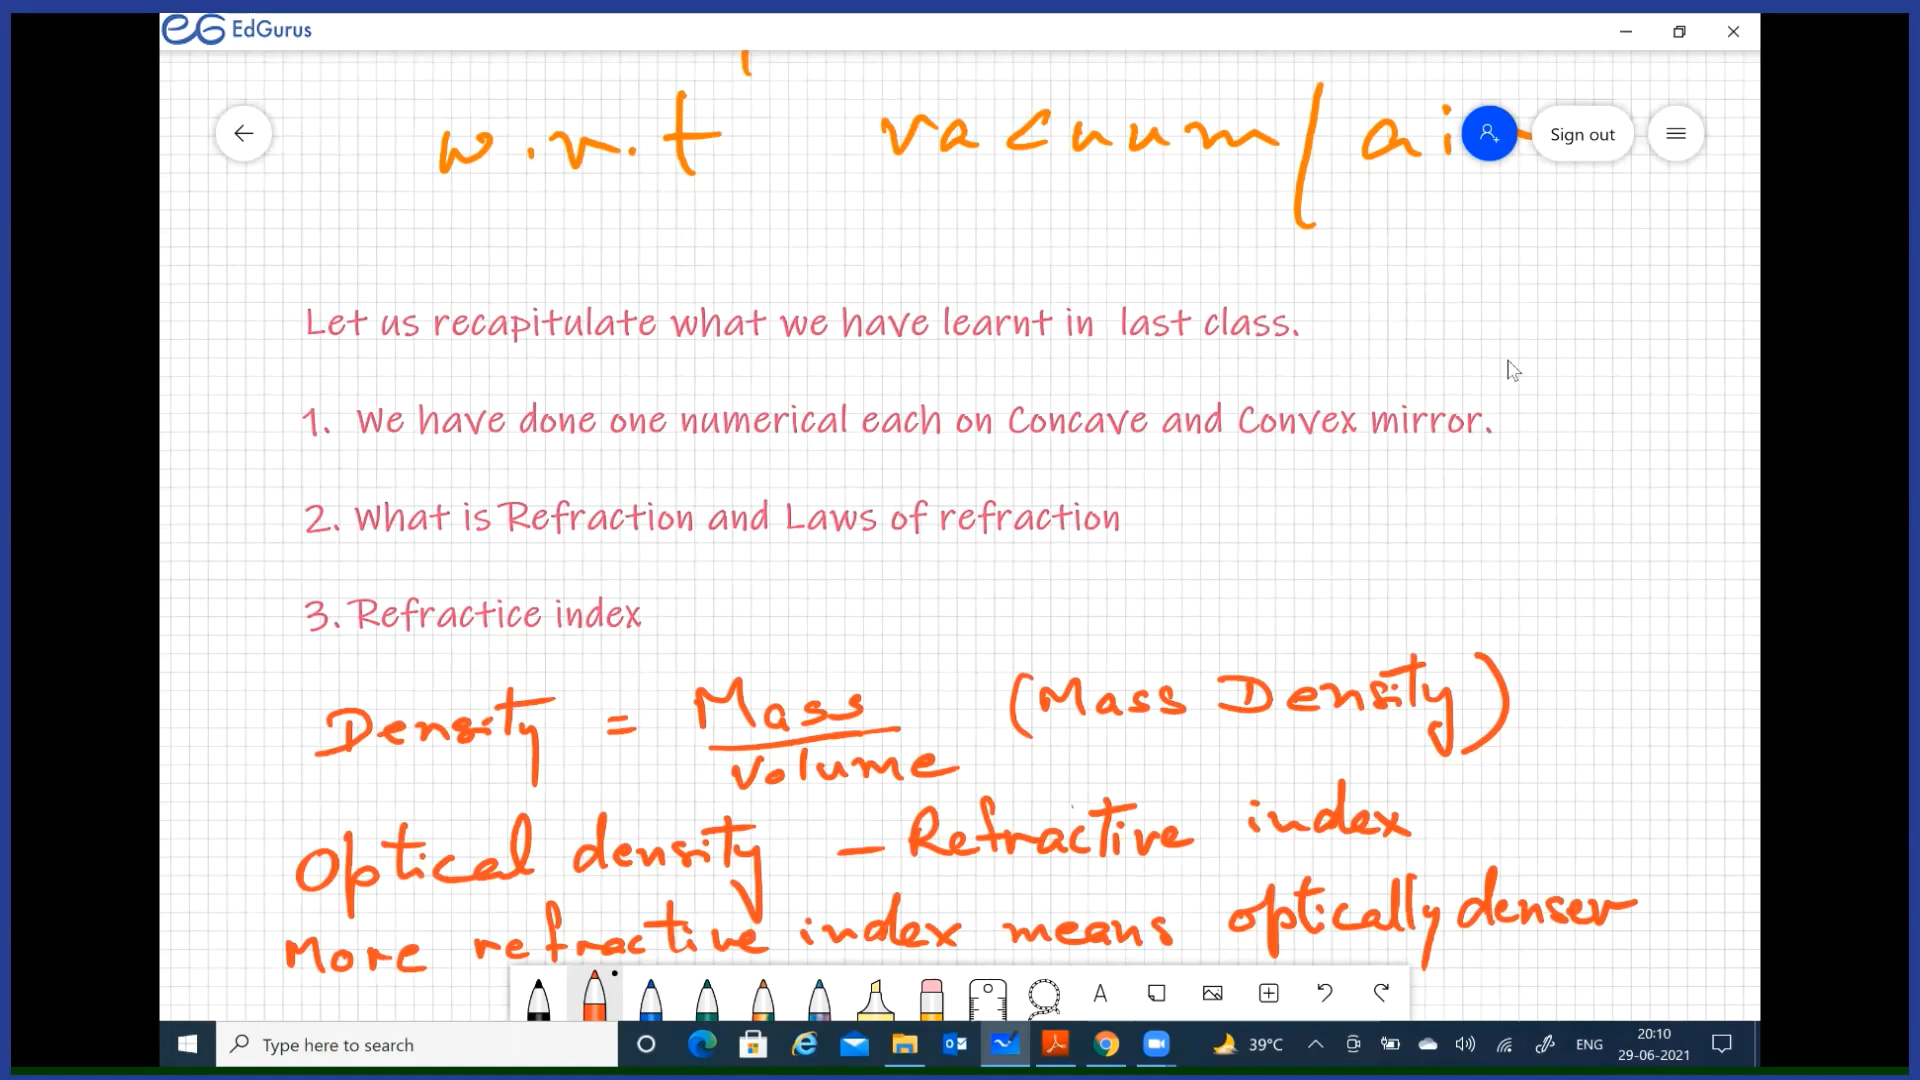 EdGurus
w.r.t vacuum/ai
Sign out
Let us recapitulate what we have learnt in last class.
1. We have done one numerical each on Concave and Convex mirror.
2. What is Refraction and Laws of refraction
3. Refractice index
Density = Mass (Mass Density)
Volume
Optical density – Refractive index
More refractive index means optically denser
A
Type here to search
39°C
ENG
20:10
29-06-2021